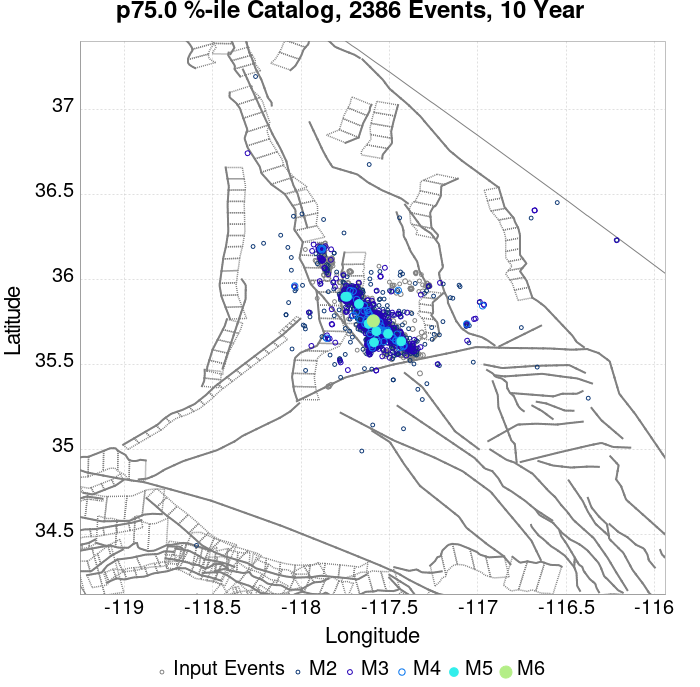 p75.0 %-ile Catalog, 2386 Events, 10 Year
37
36.5
36
35.5
35
34.5
Latitude
-119
-118.5
-118
-117.5
-117
-116.5
-116
Longitude
Input Events
M2
M3
M4
M5
M6